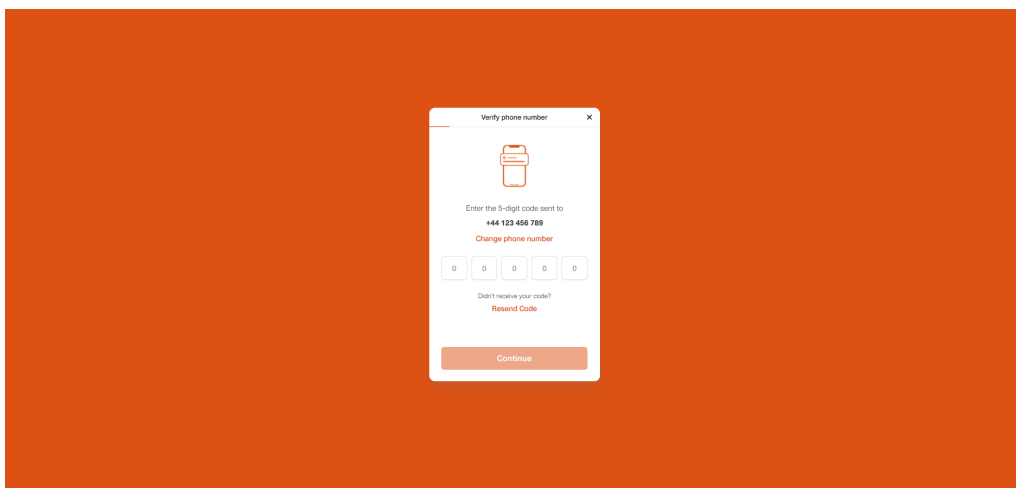 Verify phone number
Enter the 5-digit code sent to
+44 123 456 789
Change phone number
0 0 0 0 0
Didn't receive your code?
Resend Code
Continue